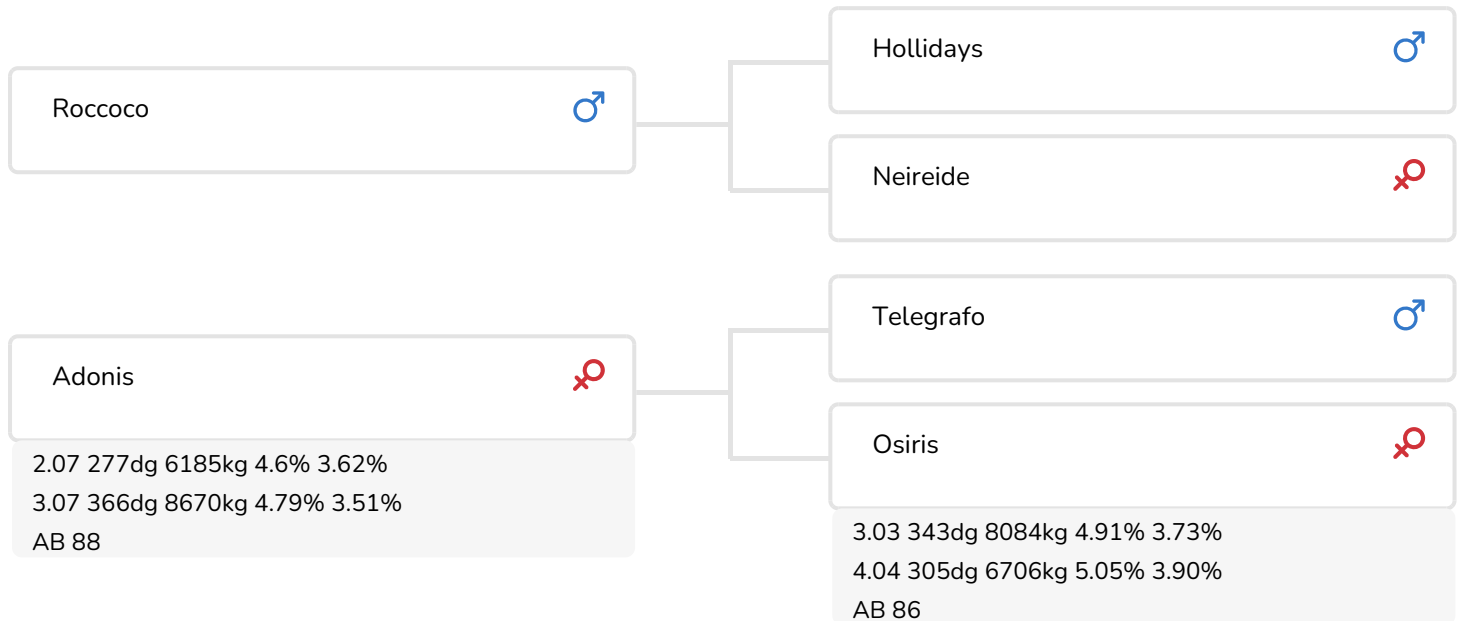 Hollidays
Roccoco
Neireide
Telegrafo
Adonis
2.07 277dg 6185kg 4.6% 3.62%
3.07 366dg 8670kg 4.79% 3.51%
AB 88
Osiris
3.03 343dg 8084kg 4.91% 3.73%
4.04 305dg 6706kg 5.05% 3.90%
AB 86